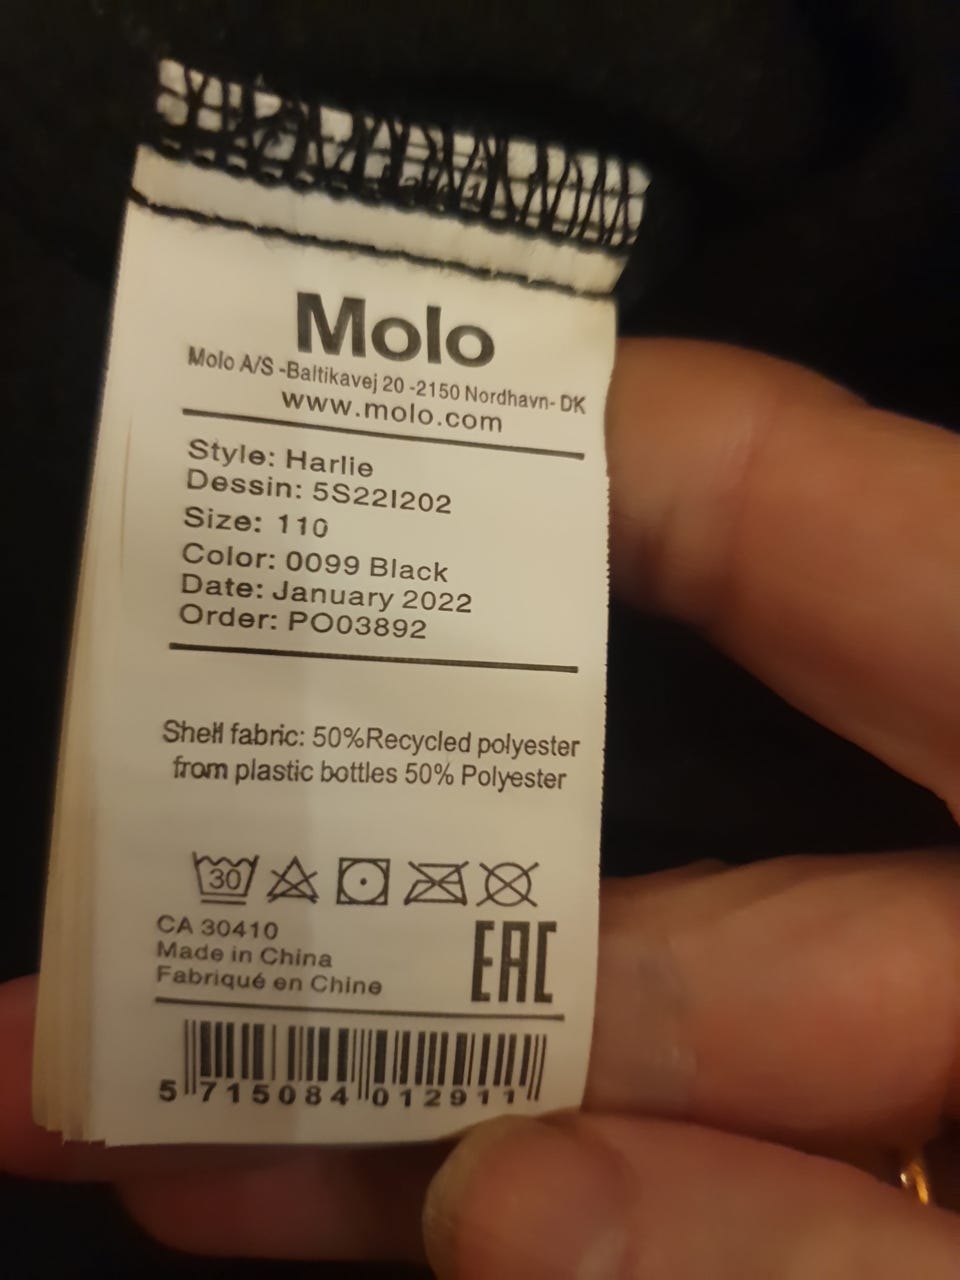 Molo
Molo A/S -Baltikavej 20 -2150 Nordhavn- DK
www.molo.com
Style: Harlie
Dessin: 5S22I202
Size: 110
Color: 0099 Black
Date: January 2022
Order: PO03892
Shell fabric: 50%Recycled polyester
from plastic bottles 50% Polyester
30
CA 30410
Made in China
Fabriqué en Chine
EAC
5 715084 012911